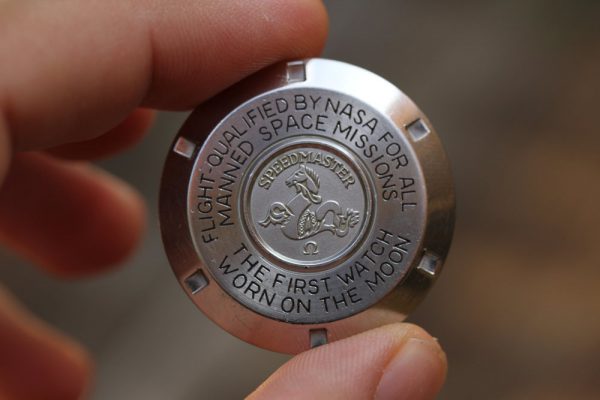 FLIGHT-QUALIFIED BY NASA FOR ALL
MANNED SPACE MISSIONS
SPEEDMASTER
Ω
THE FIRST WATCH
WORN ON THE MOON